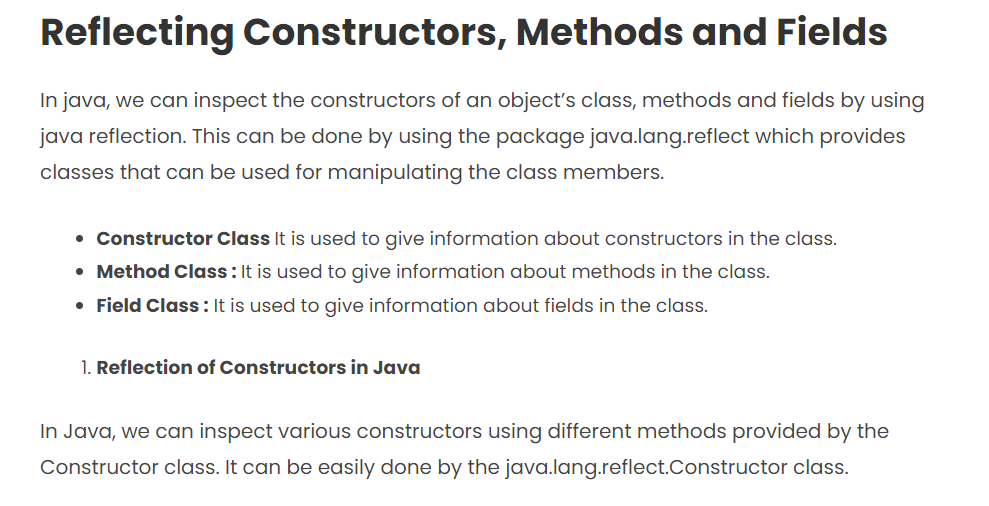 Reflecting Constructors, Methods and Fields
In java, we can inspect the constructors of an object’s class, methods and fields by using
java reflection. This can be done by using the package java.lang.reflect which provides
classes that can be used for manipulating the class members.
• Constructor Class It is used to give information about constructors in the class.
• Method Class : It is used to give information about methods in the class.
• Field Class : It is used to give information about fields in the class.
1. Reflection of Constructors in Java
In Java, we can inspect various constructors using different methods provided by the
Constructor class. It can be easily done by the java.lang.reflect.Constructor class.